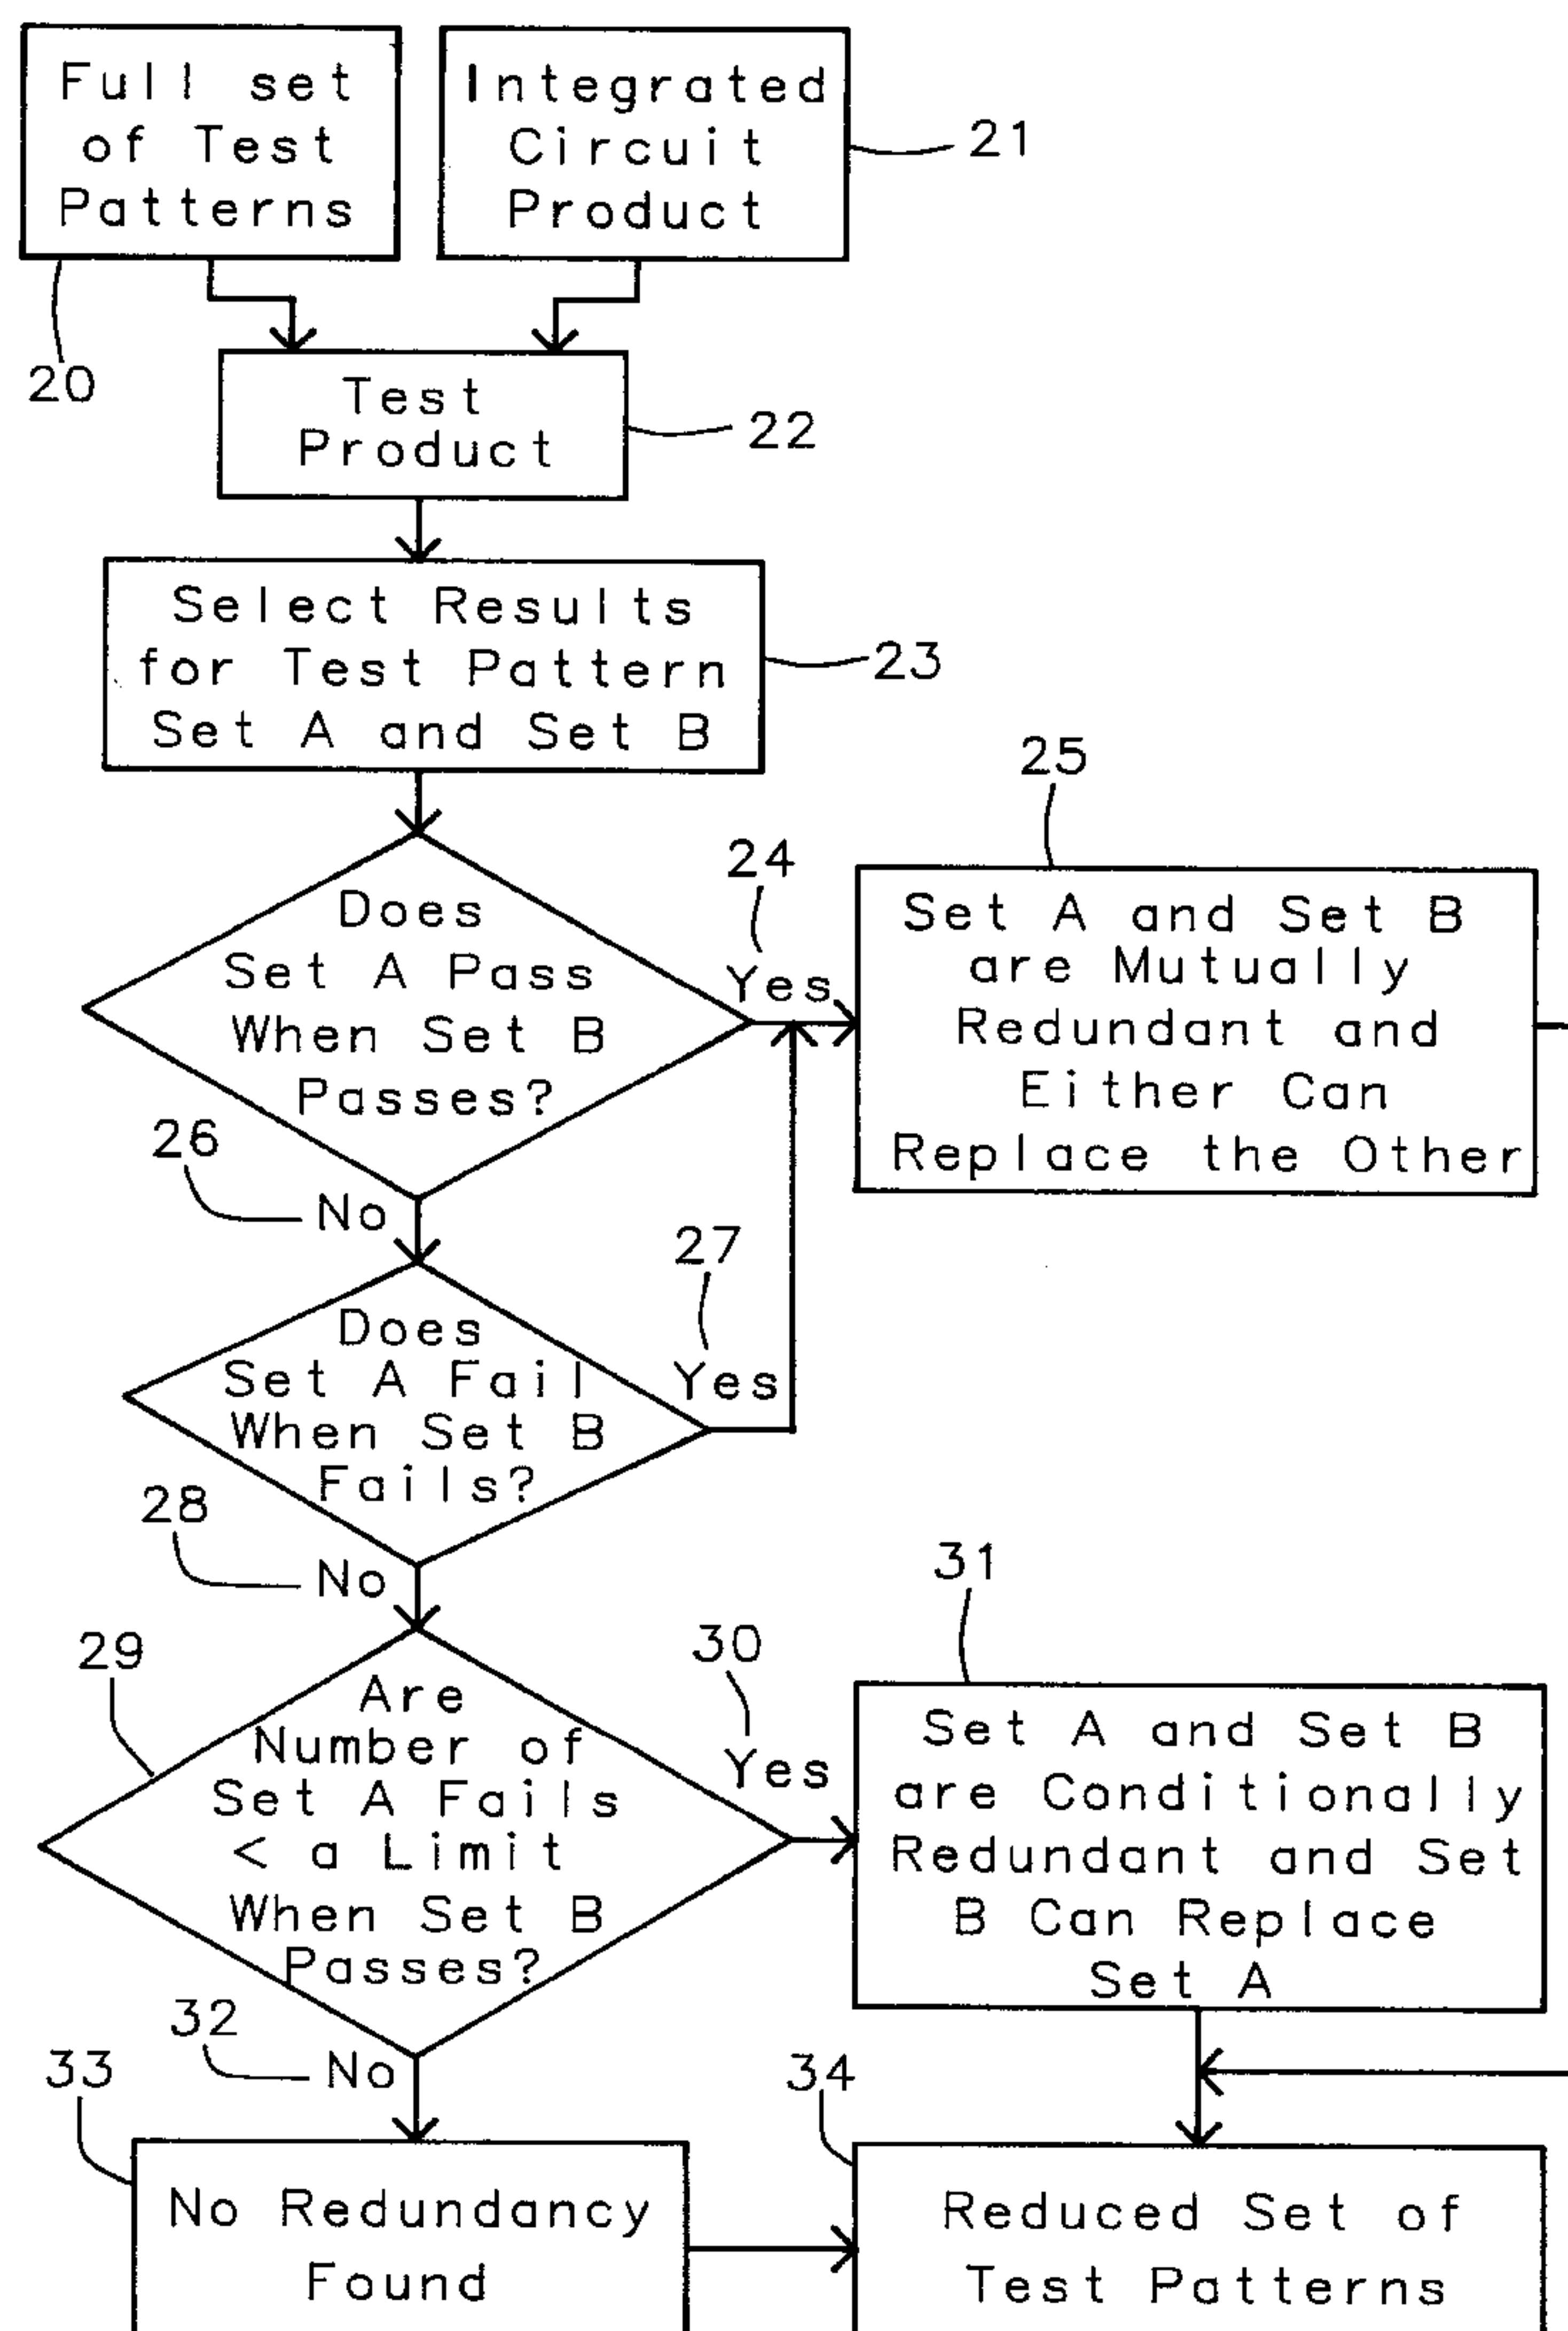 Full set
of Test
Patterns
Integrated
Circuit
Product
21
20
Test
Product
22
Select Results
for Test Pattern
Set A and Set B
23
25
24
Does
Set A Pass
When Set B
Passes?
Yes
Set A and Set B
are Mutually
Redundant and
Either Can
Replace the Other
26
No
27
Does
Set A Fail
When Set B
Fails?
Yes
28
No
31
29
30
Are
Number of
Set A Fails
< a Limit
When Set B
Passes?
Yes
Set A and Set B
are Conditionally
Redundant and Set
B Can Replace
Set A
32
No
33
34
No Redundancy
Found
Reduced Set of
Test Patterns